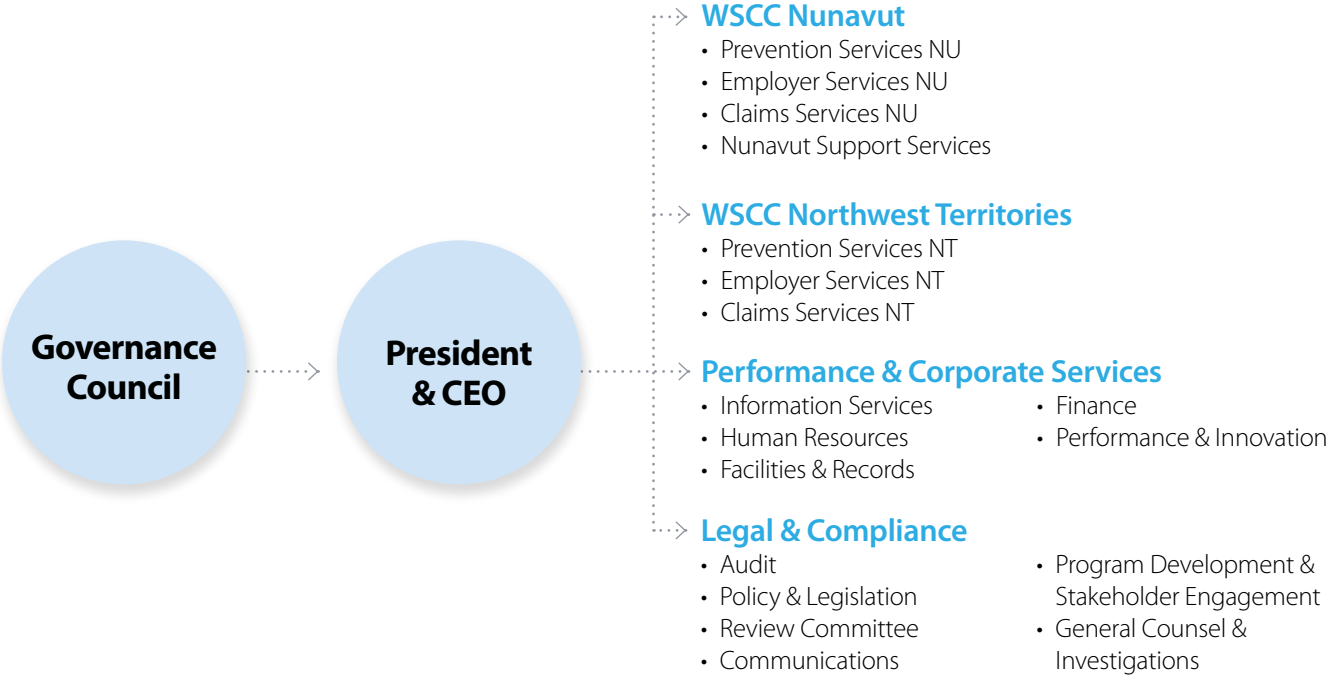 Governance
Council
President
& CEO
WSCC Nunavut
• Prevention Services NU
• Employer Services NU
• Claims Services NU
• Nunavut Support Services
WSCC Northwest Territories
• Prevention Services NT
• Employer Services NT
• Claims Services NT
Performance & Corporate Services
• Information Services
• Human Resources
• Facilities & Records
• Finance
• Performance & Innovation
Legal & Compliance
• Audit
• Policy & Legislation
• Review Committee
• Communications
• Program Development &
Stakeholder Engagement
• General Counsel &
Investigations